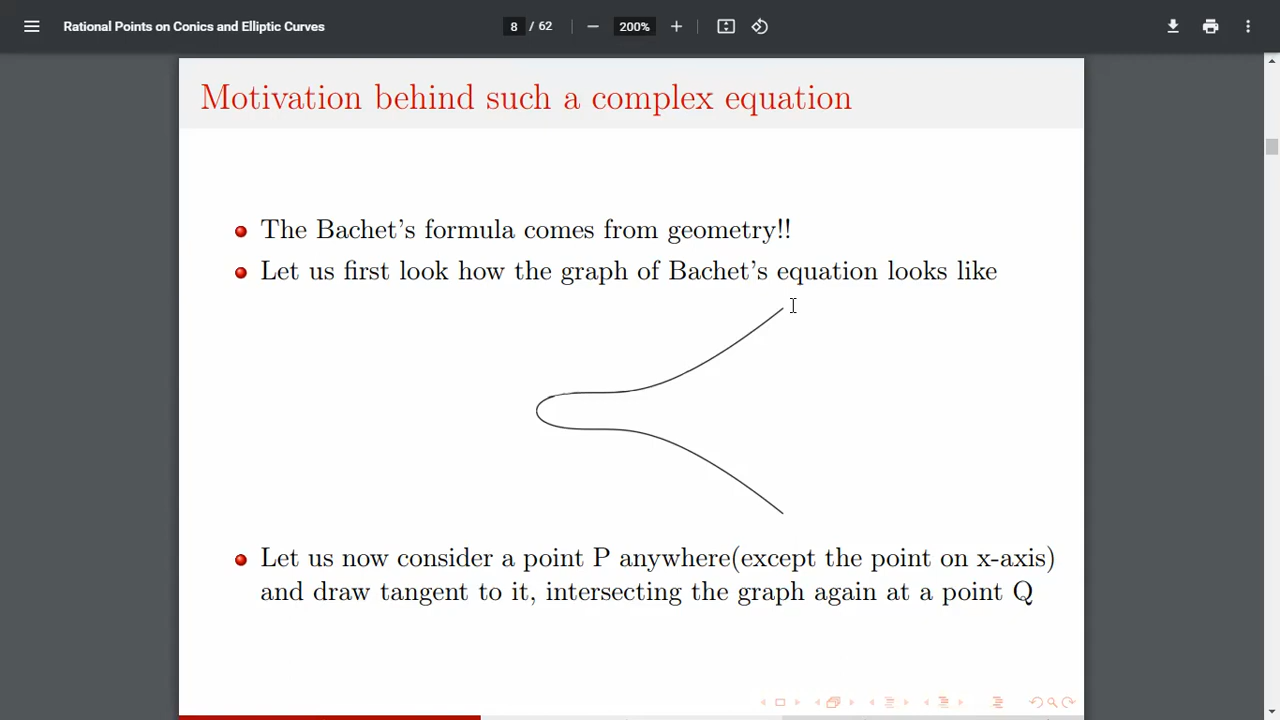 Rational Points on Conics and Elliptic Curves
8 / 62
200%
Motivation behind such a complex equation
The Bachet's formula comes from geometry!!
Let us first look how the graph of Bachet's equation looks like
Let us now consider a point P anywhere(except the point on x-axis)
and draw tangent to it, intersecting the graph again at a point Q